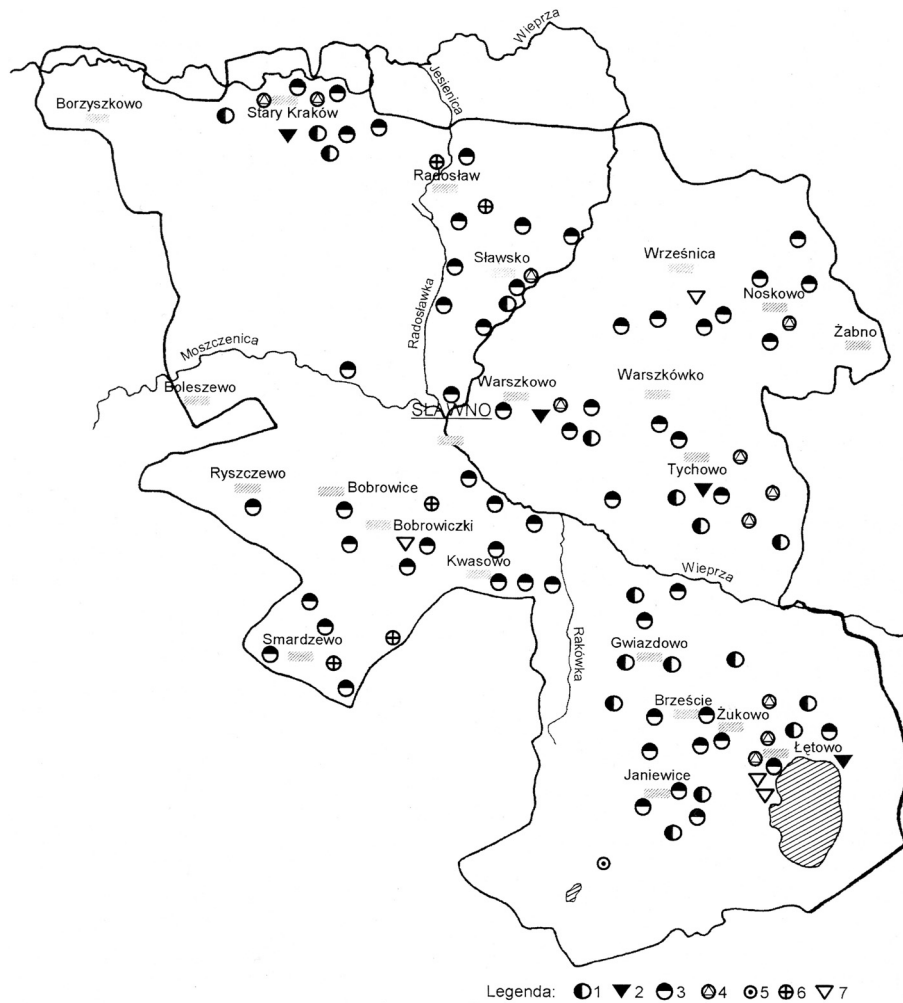 Wieprza
Jesienica
Borzyszkowo
Stary Kraków
Radosław
Sławsko
Wrześnica
Noskowo
Żabno
Radosławka
Moszczenica
Boleszewo
Warszkowo
Warszkówko
SŁAWNO
Tychowo
Ryszczewo
Bobrowice
Bobrowiczki
Kwasowo
Wieprza
Smardzewo
Rakówka
Gwiazdowo
Brzeście
Żukowo
Łętowo
Janiewice
Legenda: 1 2 3 4 5 6 7